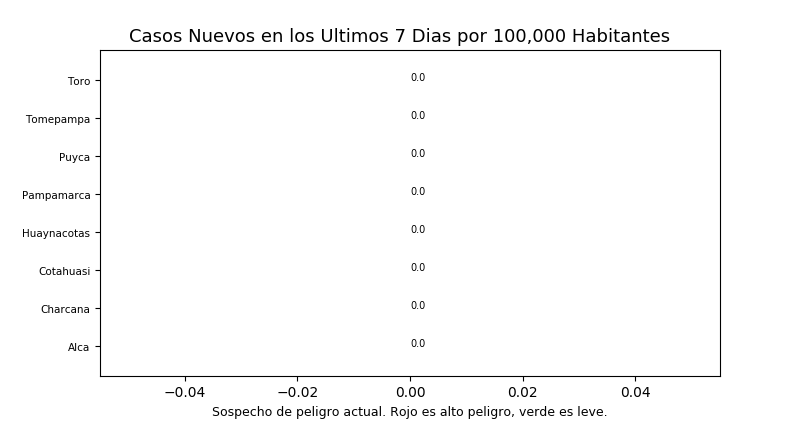 Casos Nuevos en los Ultimos 7 Dias por 100,000 Habitantes
Toro 0.0
Tomepampa 0.0
Puyca 0.0
Pampamarca 0.0
Huaynacotas 0.0
Cotahuasi 0.0
Charcana 0.0
Alca 0.0
−0.04 −0.02 0.00 0.02 0.04
Sospecho de peligro actual. Rojo es alto peligro, verde es leve.